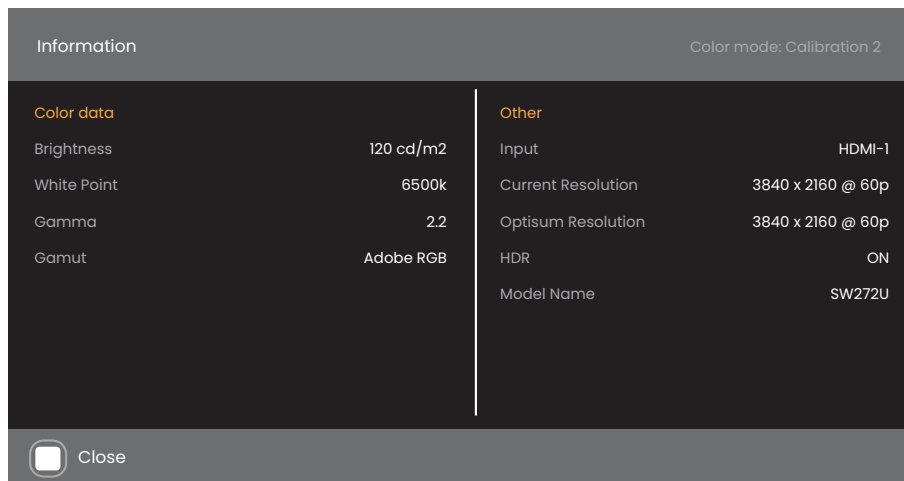 Information
Color mode: Calibration 2
Color data
Brightness 120 cd/m2
White Point 6500k
Gamma 2.2
Gamut Adobe RGB
Other
Input HDMI-1
Current Resolution 3840 x 2160 @ 60p
Optisum Resolution 3840 x 2160 @ 60p
HDR ON
Model Name SW272U
Close